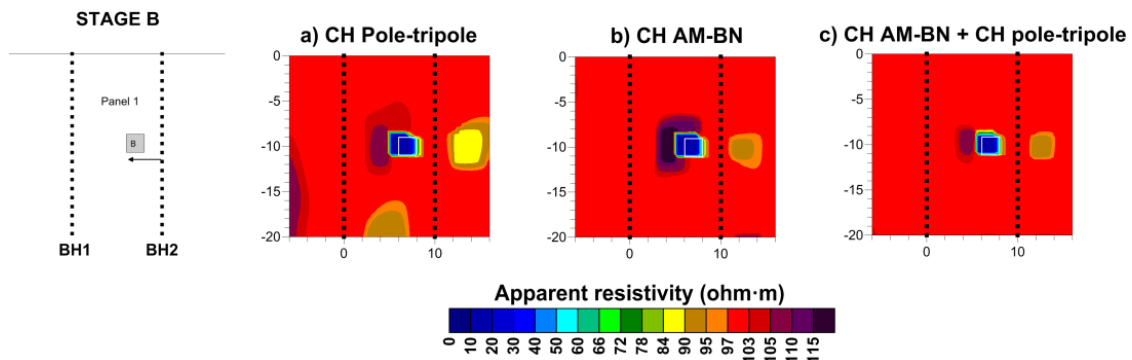 STAGE B
Panel 1
B
BH1 BH2
a) CH Pole-tripole
0
-5
-10
-15
-20
0 10
b) CH AM-BN
0
-5
-10
-15
-20
0 10
c) CH AM-BN + CH pole-tripole
0
-5
-10
-15
-20
0 10
Apparent resistivity (ohm·m)
0 10 20 30 40 50 60 66 72 78 84 90 95 97 103 105 110 115